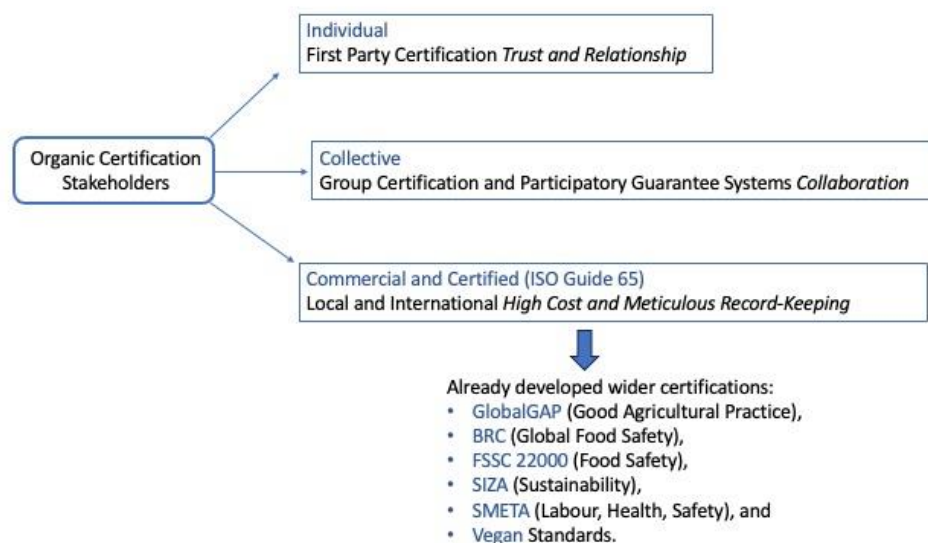 Individual
First Party Certification Trust and Relationship
Organic Certification
Stakeholders
Collective
Group Certification and Participatory Guarantee Systems Collaboration
Commercial and Certified (ISO Guide 65)
Local and International High Cost and Meticulous Record-Keeping
Already developed wider certifications:
• GlobalGAP (Good Agricultural Practice),
• BRC (Global Food Safety),
• FSSC 22000 (Food Safety),
• SIZA (Sustainability),
• SMETA (Labour, Health, Safety), and
• Vegan Standards.